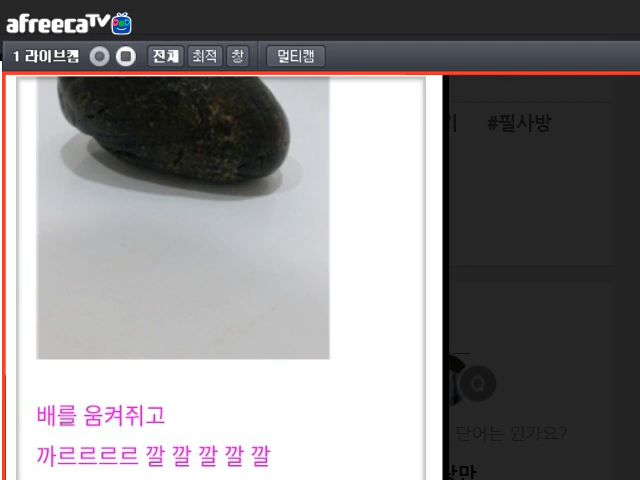 afreecaTV
1 라이브캠 전체 최적 창 멀티캠
#필사방
배를 움켜쥐고
까르르르르 깔 깔 깔 깔 깔
Q
단어는 인가요?